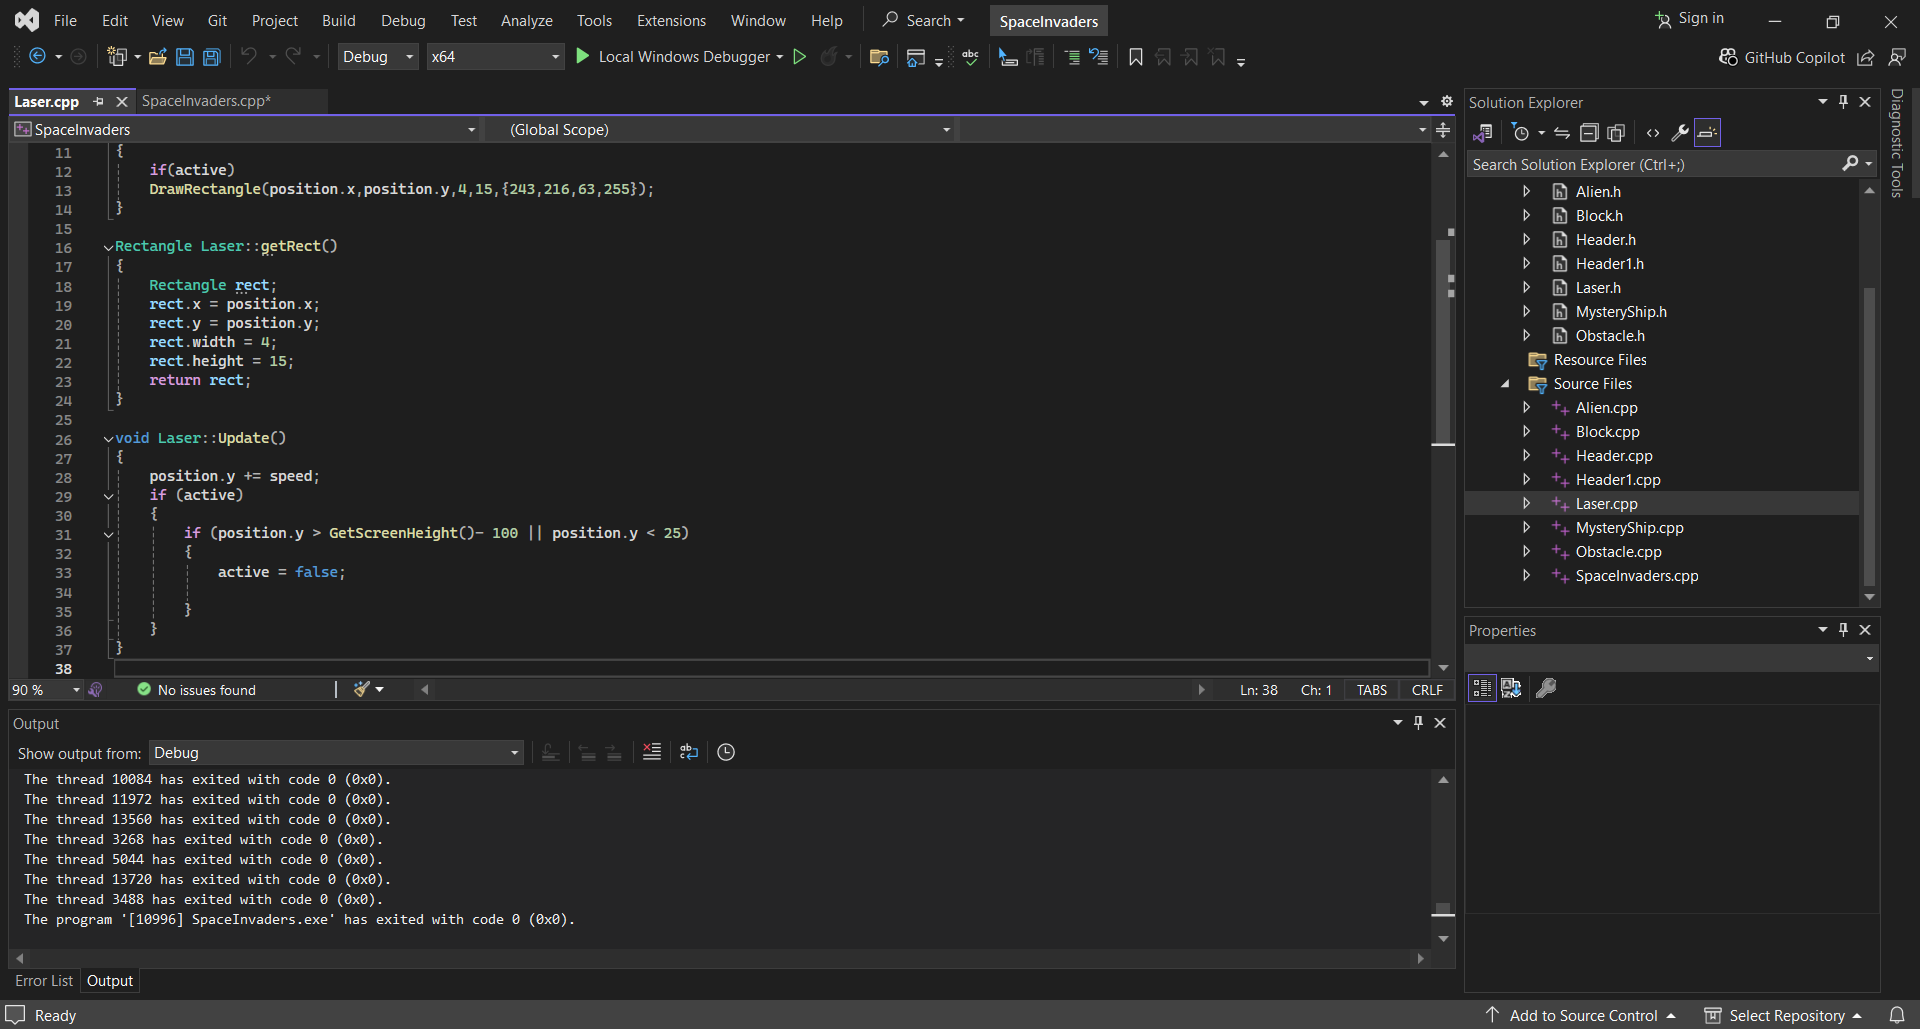 File Edit View Git Project Build Debug Test Analyze Tools Extensions Window Help Search SpaceInvaders Sign in
Debug x64 Local Windows Debugger abc GitHub Copilot
Laser.cpp SpaceInvaders.cpp*
SpaceInvaders (Global Scope)
11 {
12 if(active)
13 DrawRectangle(position.x,position.y,4,15,{243,216,63,255});
14 }
15
16 Rectangle Laser::getRect()
17 {
18 Rectangle rect;
19 rect.x = position.x;
20 rect.y = position.y;
21 rect.width = 4;
22 rect.height = 15;
23 return rect;
24 }
25
26 void Laser::Update()
27 {
28 position.y += speed;
29 if (active)
30 {
31 if (position.y > GetScreenHeight()- 100 || position.y < 25)
32 {
33 active = false;
34
35 }
36 }
37 }
38
90 % No issues found Ln: 38 Ch: 1 TABS CRLF
Output
Show output from: Debug
The thread 10084 has exited with code 0 (0x0).
The thread 11972 has exited with code 0 (0x0).
The thread 13560 has exited with code 0 (0x0).
The thread 3268 has exited with code 0 (0x0).
The thread 5044 has exited with code 0 (0x0).
The thread 13720 has exited with code 0 (0x0).
The thread 3488 has exited with code 0 (0x0).
The program '[10996] SpaceInvaders.exe' has exited with code 0 (0x0).
Error List Output
Solution Explorer
Search Solution Explorer (Ctrl+;)
Alien.h
Block.h
Header.h
Header1.h
Laser.h
MysteryShip.h
Obstacle.h
Resource Files
Source Files
Alien.cpp
Block.cpp
Header.cpp
Header1.cpp
Laser.cpp
MysteryShip.cpp
Obstacle.cpp
SpaceInvaders.cpp
Properties
Diagnostic Tools
Ready Add to Source Control Select Repository